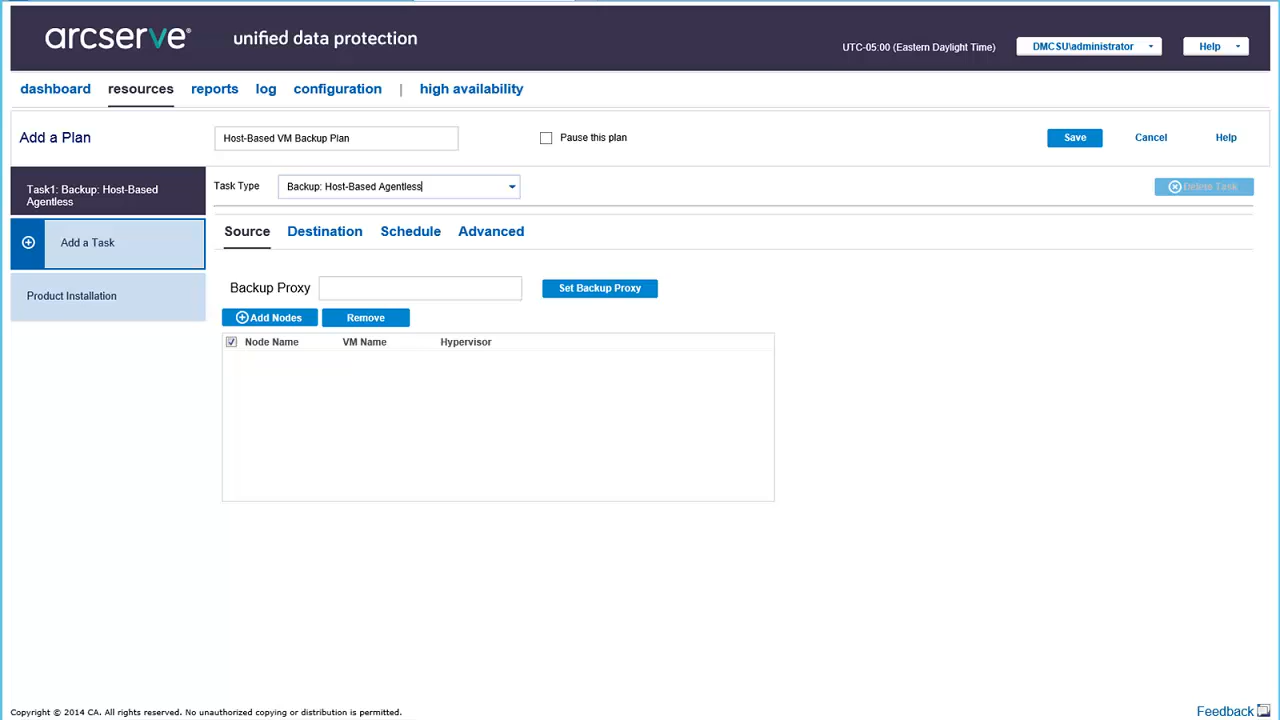 arcserve® unified data protection
UTC-05:00 (Eastern Daylight Time) DMCSU\administrator Help
dashboard resources reports log configuration | high availability
Add a Plan Host-Based VM Backup Plan Pause this plan Save Cancel Help
Task1: Backup: Host-Based
Agentless
Task Type Backup: Host-Based Agentless Delete Task
Add a Task
Source Destination Schedule Advanced
Product Installation
Backup Proxy Set Backup Proxy
Add Nodes Remove
Node Name VM Name Hypervisor
Copyright © 2014 CA. All rights reserved. No unauthorized copying or distribution is permitted.
Feedback